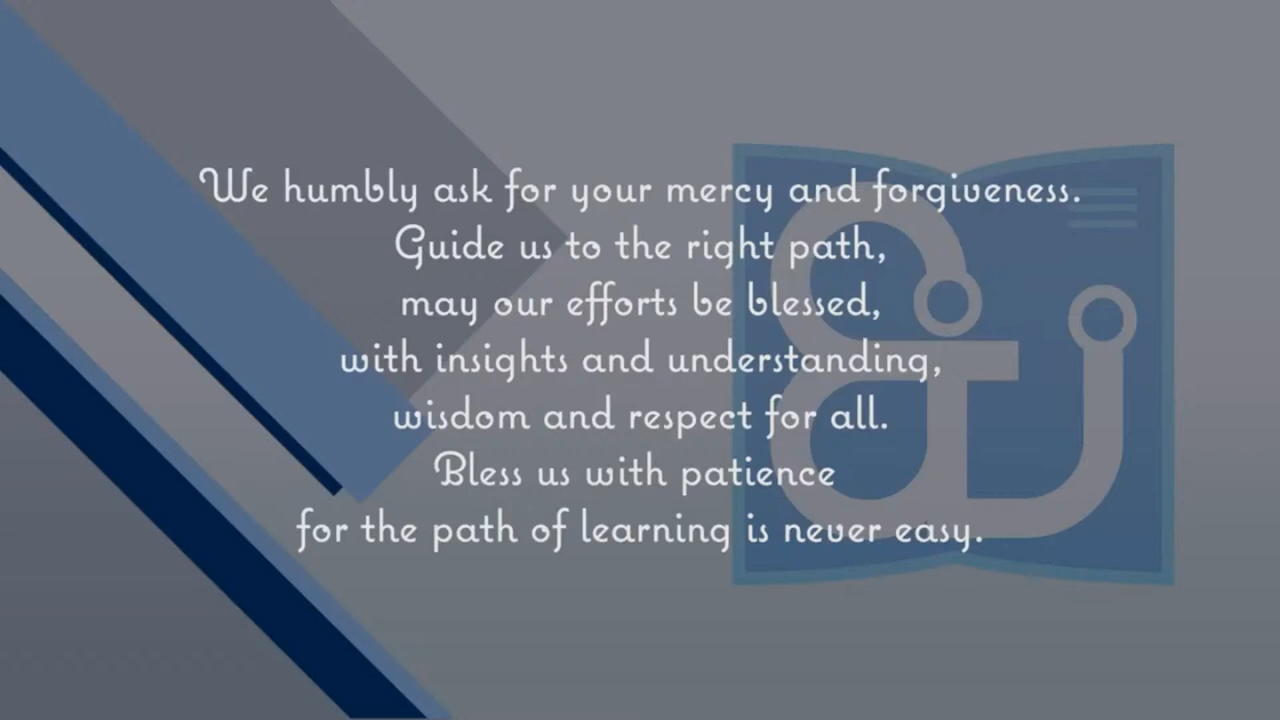 We humbly ask for your mercy and forgiveness.
Guide us to the right path,
may our efforts be blessed,
with insights and understanding,
wisdom and respect for all.
Bless us with patience
for the path of learning is never easy.